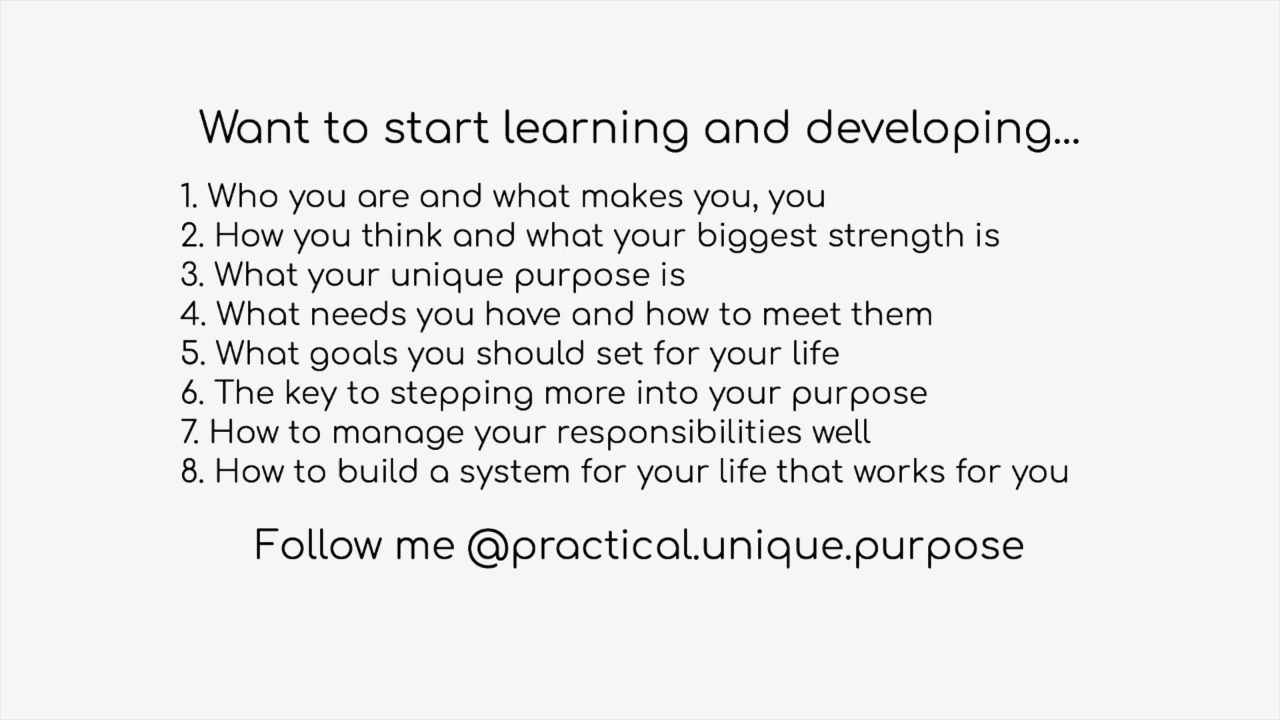 Want to start learning and developing...
1. Who you are and what makes you, you
2. How you think and what your biggest strength is
3. What your unique purpose is
4. What needs you have and how to meet them
5. What goals you should set for your life
6. The key to stepping more into your purpose
7. How to manage your responsibilities well
8. How to build a system for your life that works for you
Follow me @practical.unique.purpose